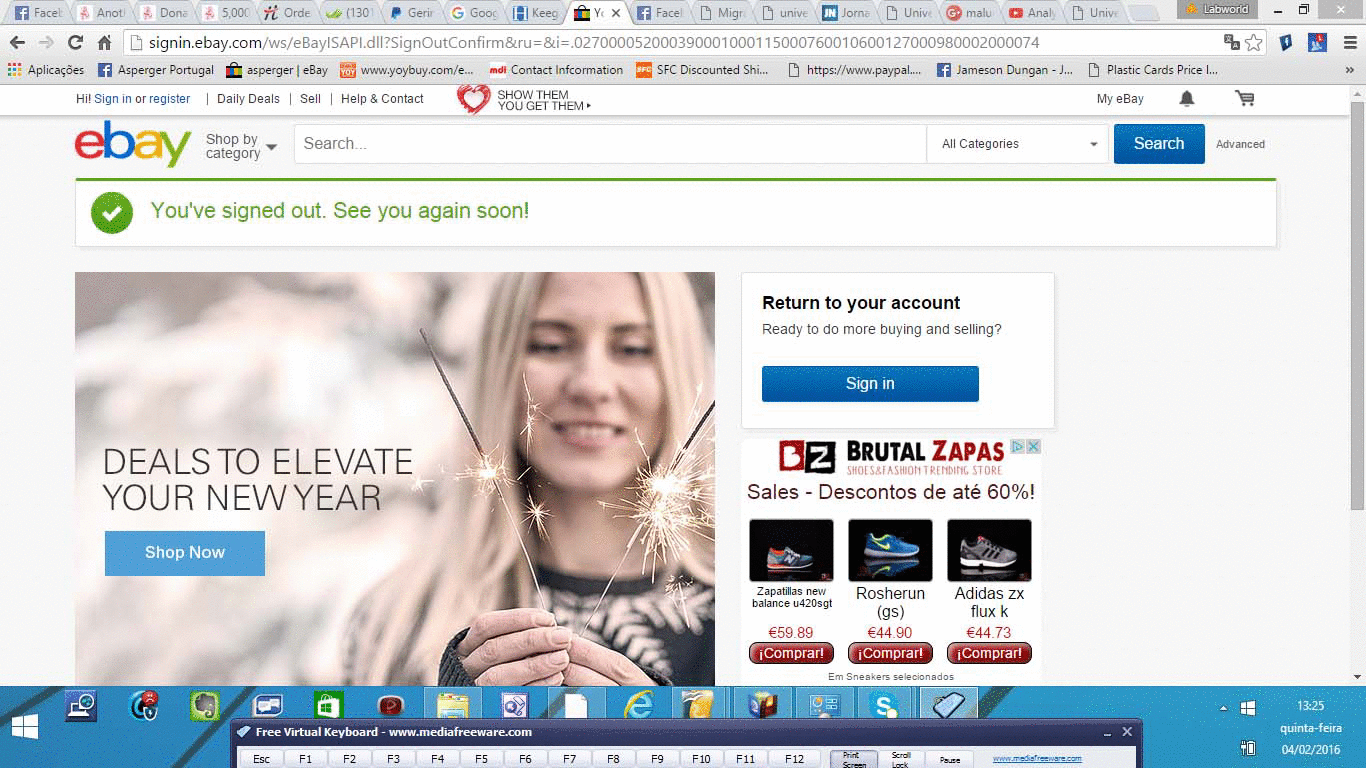 Facel
Anotl
Dona
5,000
Orde
(1301
Gerir
Goog
Keeg
Yo
Facel
Migra
unive
Jorna
Unive
malu
Analy
Unive
Labworld
signin.ebay.com/ws/eBayISAPI.dll?SignOutConfirm&ru=&i=.027000052000039000100011500076001060012700098000200074
Aplicações
Asperger Portugal
asperger | eBay
www.yoybuy.com/e...
mdi Contact Infcormation
SFC SFC Discounted Shi...
https://www.paypal....
Jameson Dungan - J...
Plastic Cards Price l...
Hi! Sign in or register
Daily Deals
Sell
Help & Contact
SHOW THEM
YOU GET THEM
My eBay
ebay
Shop by
category
Search...
All Categories
Search
Advanced
You've signed out. See you again soon!
DEALS TO ELEVATE
YOUR NEW YEAR
Shop Now
Return to your account
Ready to do more buying and selling?
Sign in
BZ BRUTAL ZAPAS
SHOES&FASHION TRENDING STORE
Sales - Descontos de até 60%!
Zapatillas new
balance u420sgt
€59.89
¡Comprar!
Rosherun
(gs)
€44.90
¡Comprar!
Adidas zx
flux k
€44.73
¡Comprar!
Em Sneakers selecionados
13:25
quinta-feira
04/02/2016
Free Virtual Keyboard - www.mediafreeware.com
Esc
F1
F2
F3
F4
F5
F6
F7
F8
F9
F10
F11
F12
Print
Screen
Scroll
Lock
Pause
www.mediafreeware.com